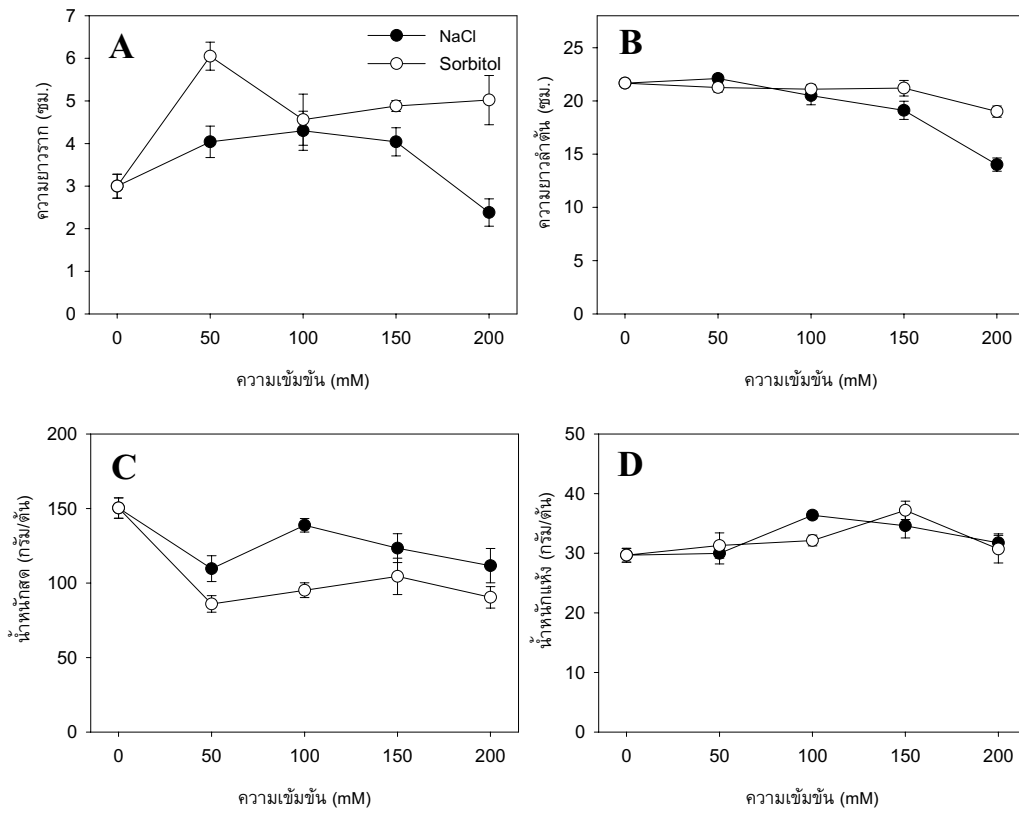 A
NaCl
Sorbitol
ความยาวราก (ซม.)
7
6
5
4
3
2
1
0
0 50 100 150 200
ความเข้มข้น (mM)
B
ความยาวลำต้น (ซม.)
25
20
15
10
5
0
0 50 100 150 200
ความเข้มข้น (mM)
C
น้ำหนักสด (กรัม/ต้น)
200
150
100
50
0
0 50 100 150 200
ความเข้มข้น (mM)
D
น้ำหนักแห้ง (กรัม/ต้น)
50
40
30
20
10
0
0 50 100 150 200
ความเข้มข้น (mM)